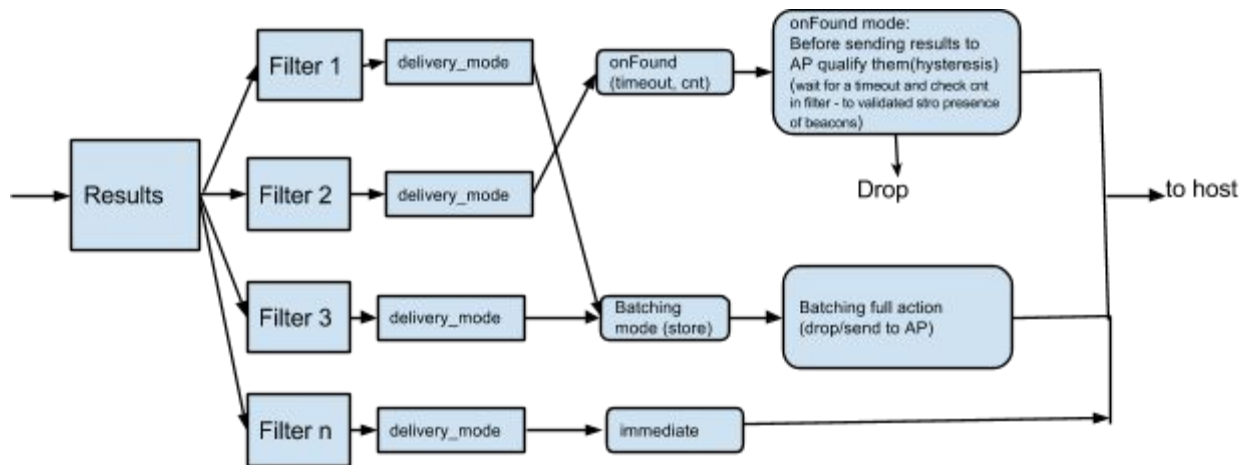 onFound mode:
Before sending results to
AP qualify them(hysteresis)
(wait for a timeout and check cnt
in filter - to validated stro presence
of beacons)
Filter 1
delivery_mode
onFound
(timeout, cnt)
Results
Filter 2
delivery_mode
Drop
to host
Filter 3
delivery_mode
Batching
mode (store)
Batching full action
(drop/send to AP)
Filter n
delivery_mode
immediate